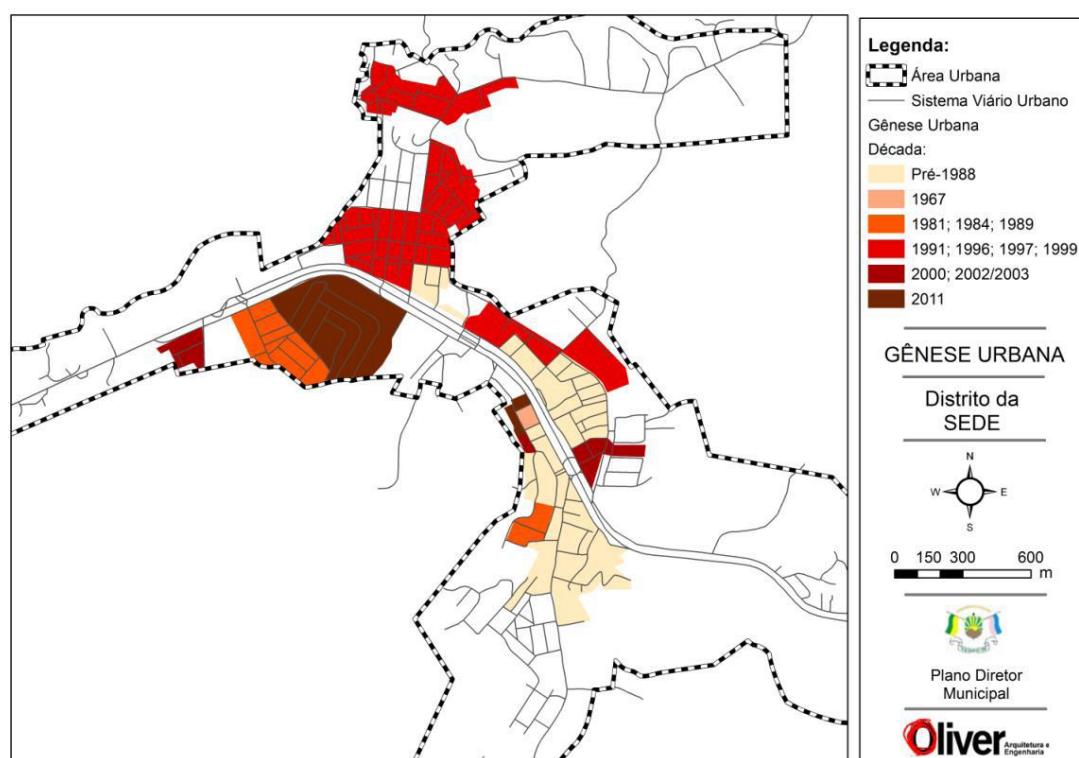 Legenda:
Área Urbana
Sistema Viário Urbano
Gênese Urbana
Década:
Pré-1988
1967
1981; 1984; 1989
1991; 1996; 1997; 1999
2000; 2002/2003
2011
GÊNESE URBANA
Distrito da
SEDE
N
W E
S
0 150 300 600
m
Plano Diretor
Municipal
Oliver Arquitetura e
Engenharia